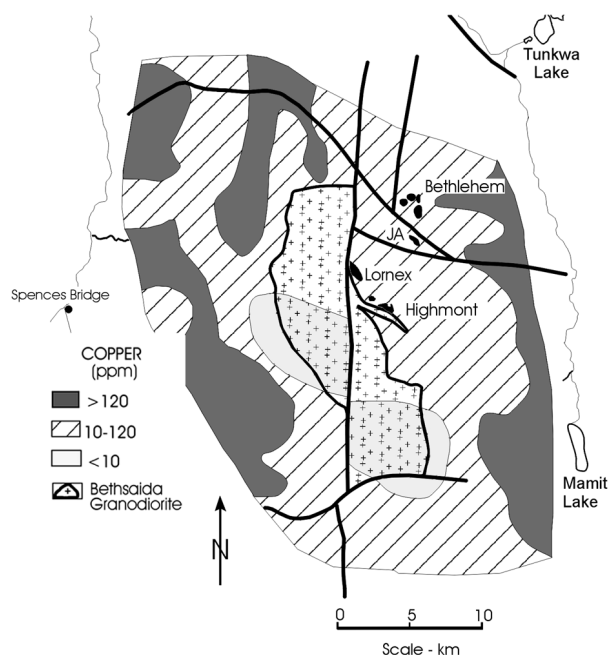 Tunkwa
Lake
Bethlehem
JA
Lornex
Highmont
Spences Bridge
COPPER
(ppm)
>120
10-120
<10
Bethsaida
Granodiorite
N
Mamit
Lake
0 5 10
Scale - km